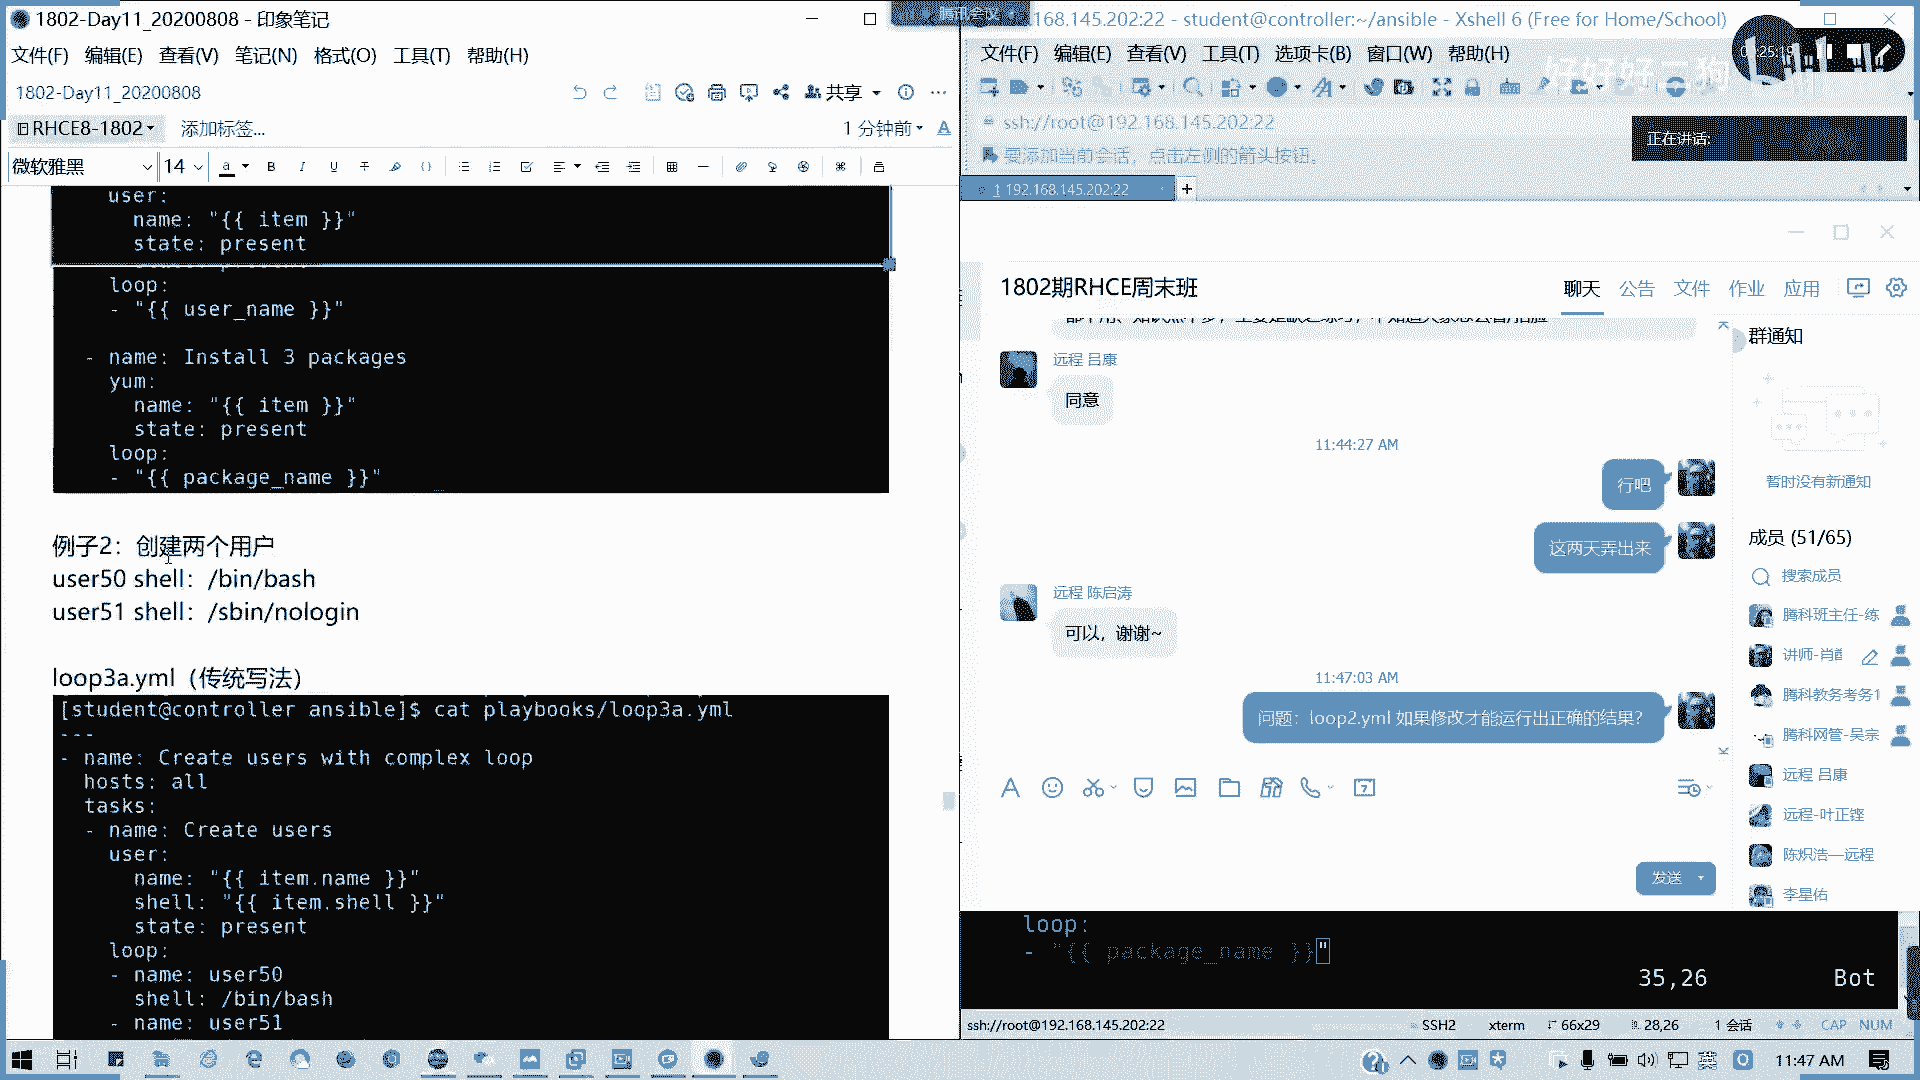 1802-Day11_20200808 - 印象笔记
文件(F) 编辑(E) 查看(V) 笔记(N) 格式(O) 工具(T) 帮助(H)
1802-Day11_20200808
共享
RHCE8-1802
添加标签...
1 分钟前
微软雅黑
14
user:
name: "{{ item }}"
state: present
loop:
- "{{ user_name }}"
- name: Install 3 packages
yum:
name: "{{ item }}"
state: present
loop:
- "{{ package_name }}"
例子2：创建两个用户
user50 shell：/bin/bash
user51 shell：/sbin/nologin
loop3a.yml（传统写法）
[student@controller ansible]$ cat playbooks/loop3a.yml
---
- name: Create users with complex loop
hosts: all
tasks:
- name: Create users
user:
name: "{{ item.name }}"
shell: "{{ item.shell }}"
state: present
loop:
- name: user50
shell: /bin/bash
- name: user51
腾讯会议
168.145.202:22 - student@controller:~/ansible - Xshell 6 (Free for Home/School)
文件(F) 编辑(E) 查看(V) 工具(T) 选项卡(B) 窗口(W) 帮助(H)
好好好二狗
ssh://root@192.168.145.202:22
正在讲话:
要添加当前会话，点击左侧的箭头按钮。
1 192.168.145.202:22
1802期RHCE周末班
聊天 公告 文件 作业 应用
远程 吕康
同意
11:44:27 AM
行吧
这两天弄出来
远程 陈启涛
可以，谢谢~
11:47:03 AM
问题：loop2.yml 如果修改才能运行出正确的结果？
发送
群通知
暂时没有新通知
成员 (51/65)
搜索成员
腾科班主任-练
讲师-肖
腾科教务考务1
腾科网管-吴宗
远程 吕康
远程-叶正铿
陈炽浩—远程
李星佑
loop:
- "{{ package_name }}"
35,26 Bot
ssh://root@192.168.145.202:22
SSH2
xterm
66x29
28,26
1 会话
CAP NUM
英
11:47 AM